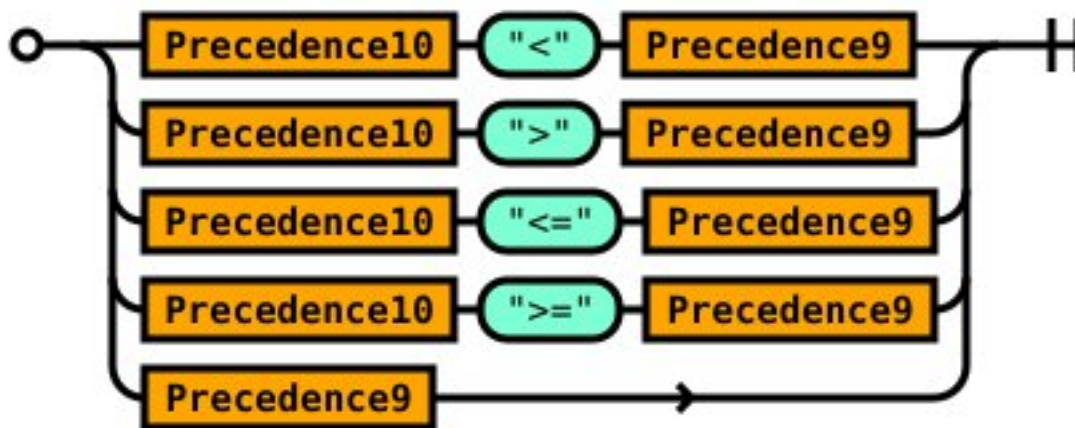 Precedence10 "<" Precedence9
Precedence10 ">" Precedence9
Precedence10 "<=" Precedence9
Precedence10 ">=" Precedence9
Precedence9